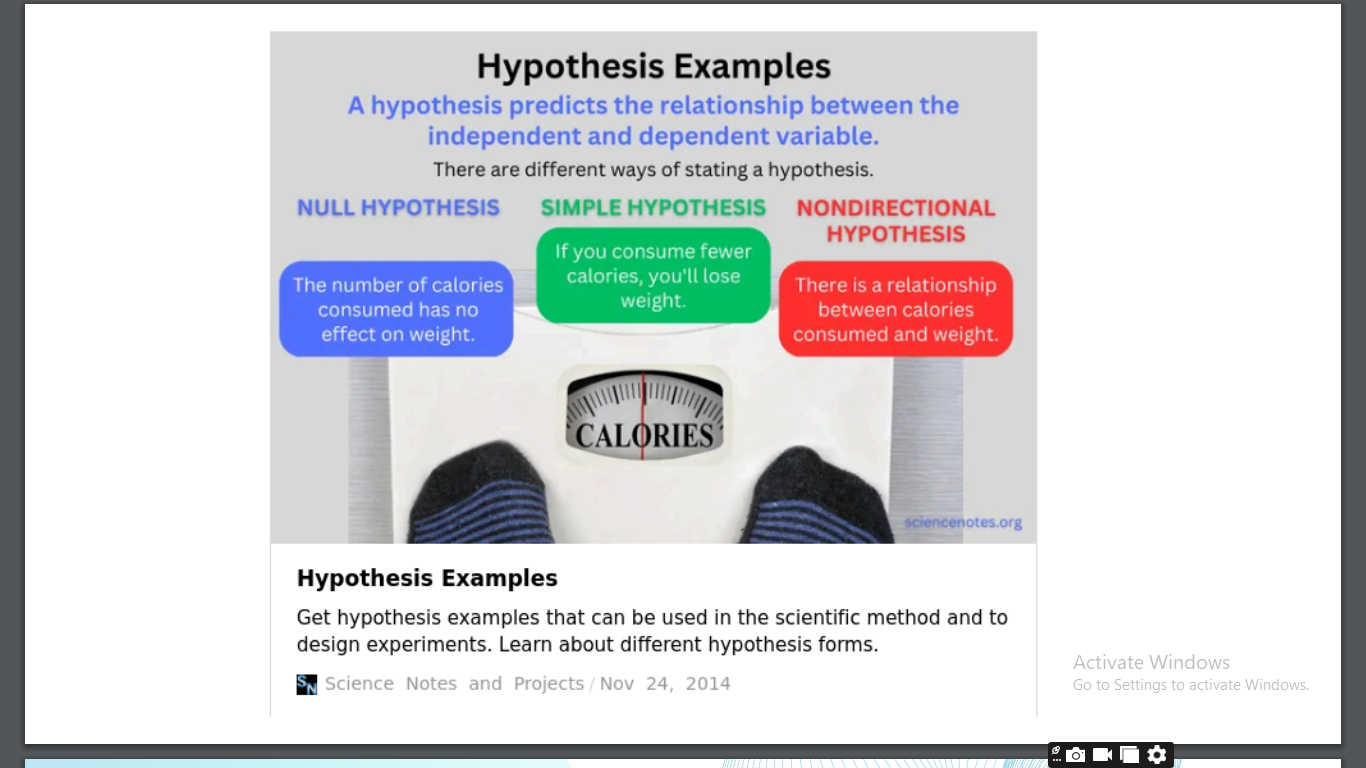 Hypothesis Examples
A hypothesis predicts the relationship between the
independent and dependent variable.
There are different ways of stating a hypothesis.
NULL HYPOTHESIS
The number of calories
consumed has no
effect on weight.
SIMPLE HYPOTHESIS
If you consume fewer
calories, you'll lose
weight.
NONDIRECTIONAL
HYPOTHESIS
There is a relationship
between calories
consumed and weight.
CALORIES
sciencenotes.org
Hypothesis Examples
Get hypothesis examples that can be used in the scientific method and to
design experiments. Learn about different hypothesis forms.
SN Science Notes and Projects / Nov 24, 2014
Activate Windows
Go to Settings to activate Windows.